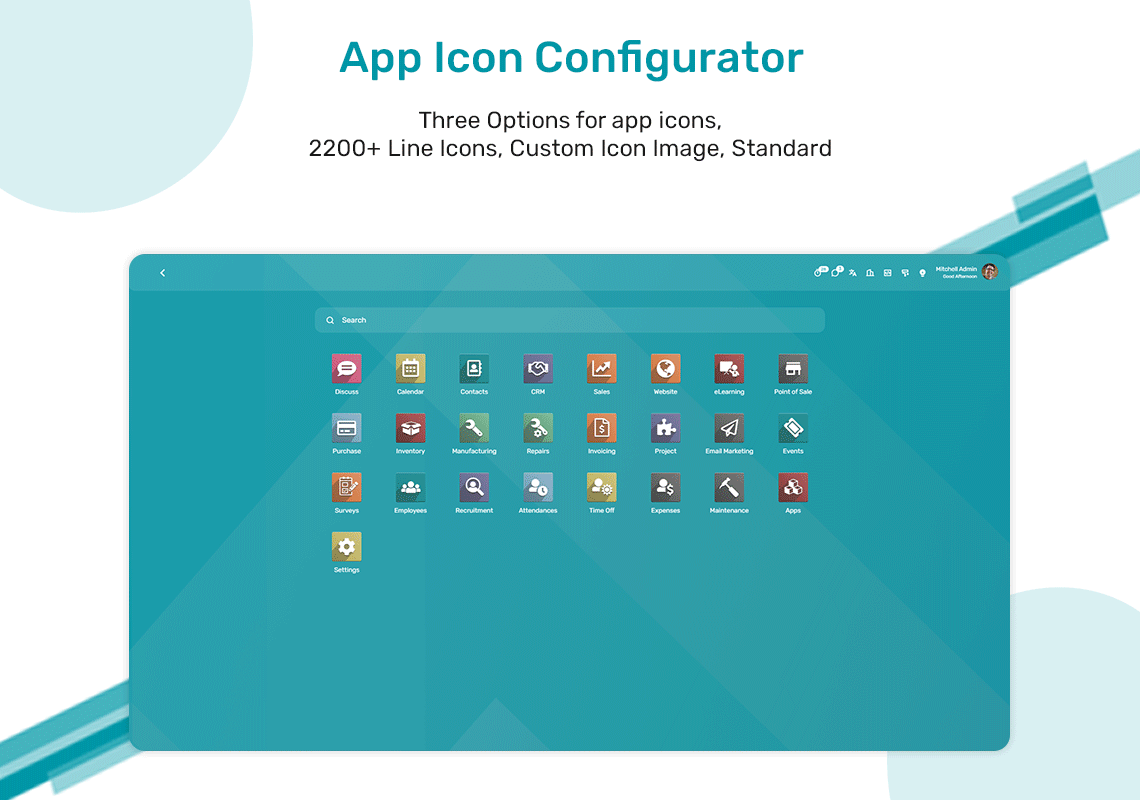 App Icon Configurator
Three Options for app icons,
2200+ Line Icons, Custom Icon Image, Standard
Mitchell Admin
Good Afternoon
Search
Discuss Calendar Contacts CRM Sales Website eLearning Point of Sale
Purchase Inventory Manufacturing Repairs Invoicing Project Email Marketing Events
Surveys Employees Recruitment Attendances Time Off Expenses Maintenance Apps
Settings